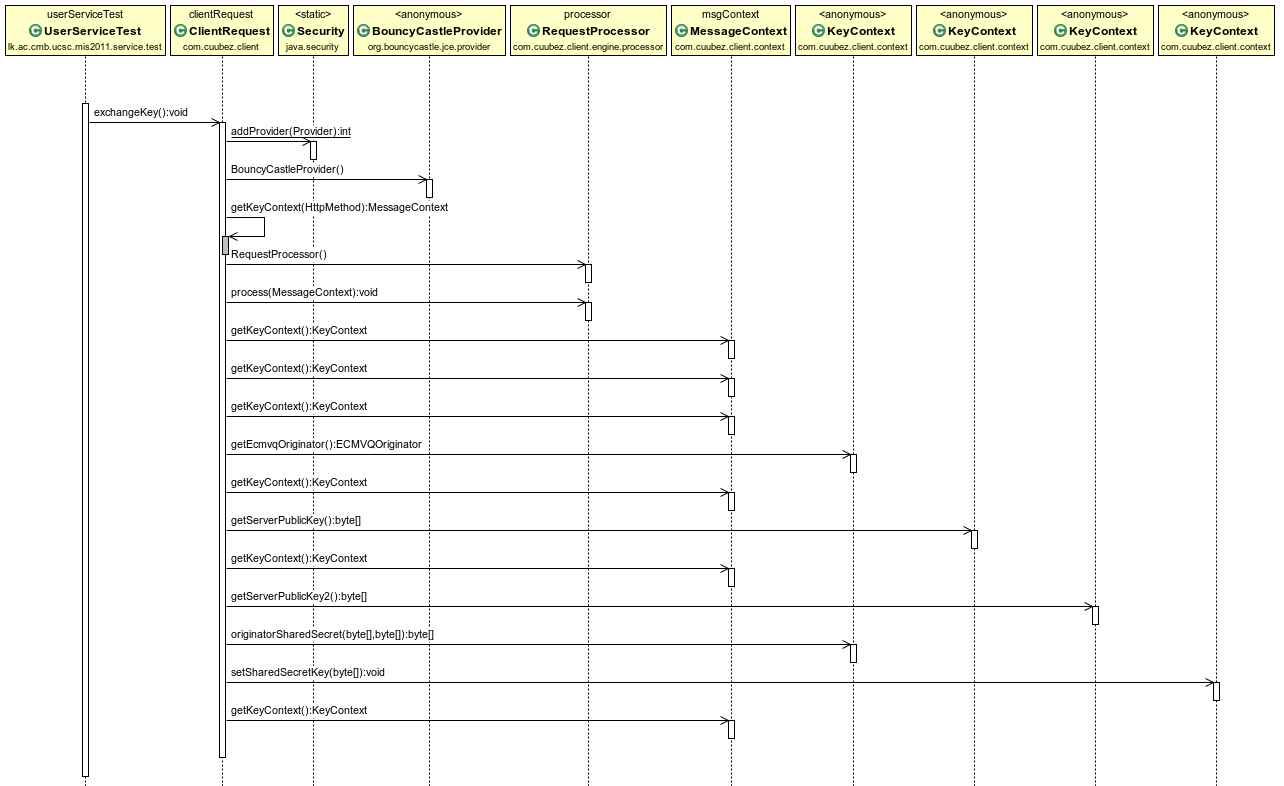 userServiceTest
C UserServiceTest
lk.ac.cmb.ucsc.mis2011.service.test
clientRequest
C ClientRequest
com.cuubez.client
<static>
C Security
java.security
<anonymous>
C BouncyCastleProvider
org.bouncycastle.jce.provider
processor
C RequestProcessor
com.cuubez.client.engine.processor
msgContext
C MessageContext
com.cuubez.client.context
<anonymous>
C KeyContext
com.cuubez.client.context
<anonymous>
C KeyContext
com.cuubez.client.context
<anonymous>
C KeyContext
com.cuubez.client.context
<anonymous>
C KeyContext
com.cuubez.client.context
exchangeKey():void
addProvider(Provider):int
BouncyCastleProvider()
getKeyContext(HttpMethod):MessageContext
RequestProcessor()
process(MessageContext):void
getKeyContext():KeyContext
getKeyContext():KeyContext
getKeyContext():KeyContext
getEcmvqOriginator():ECMVQOriginator
getKeyContext():KeyContext
getServerPublicKey():byte[]
getKeyContext():KeyContext
getServerPublicKey2():byte[]
originatorSharedSecret(byte[],byte[]):byte[]
setSharedSecretKey(byte[]):void
getKeyContext():KeyContext